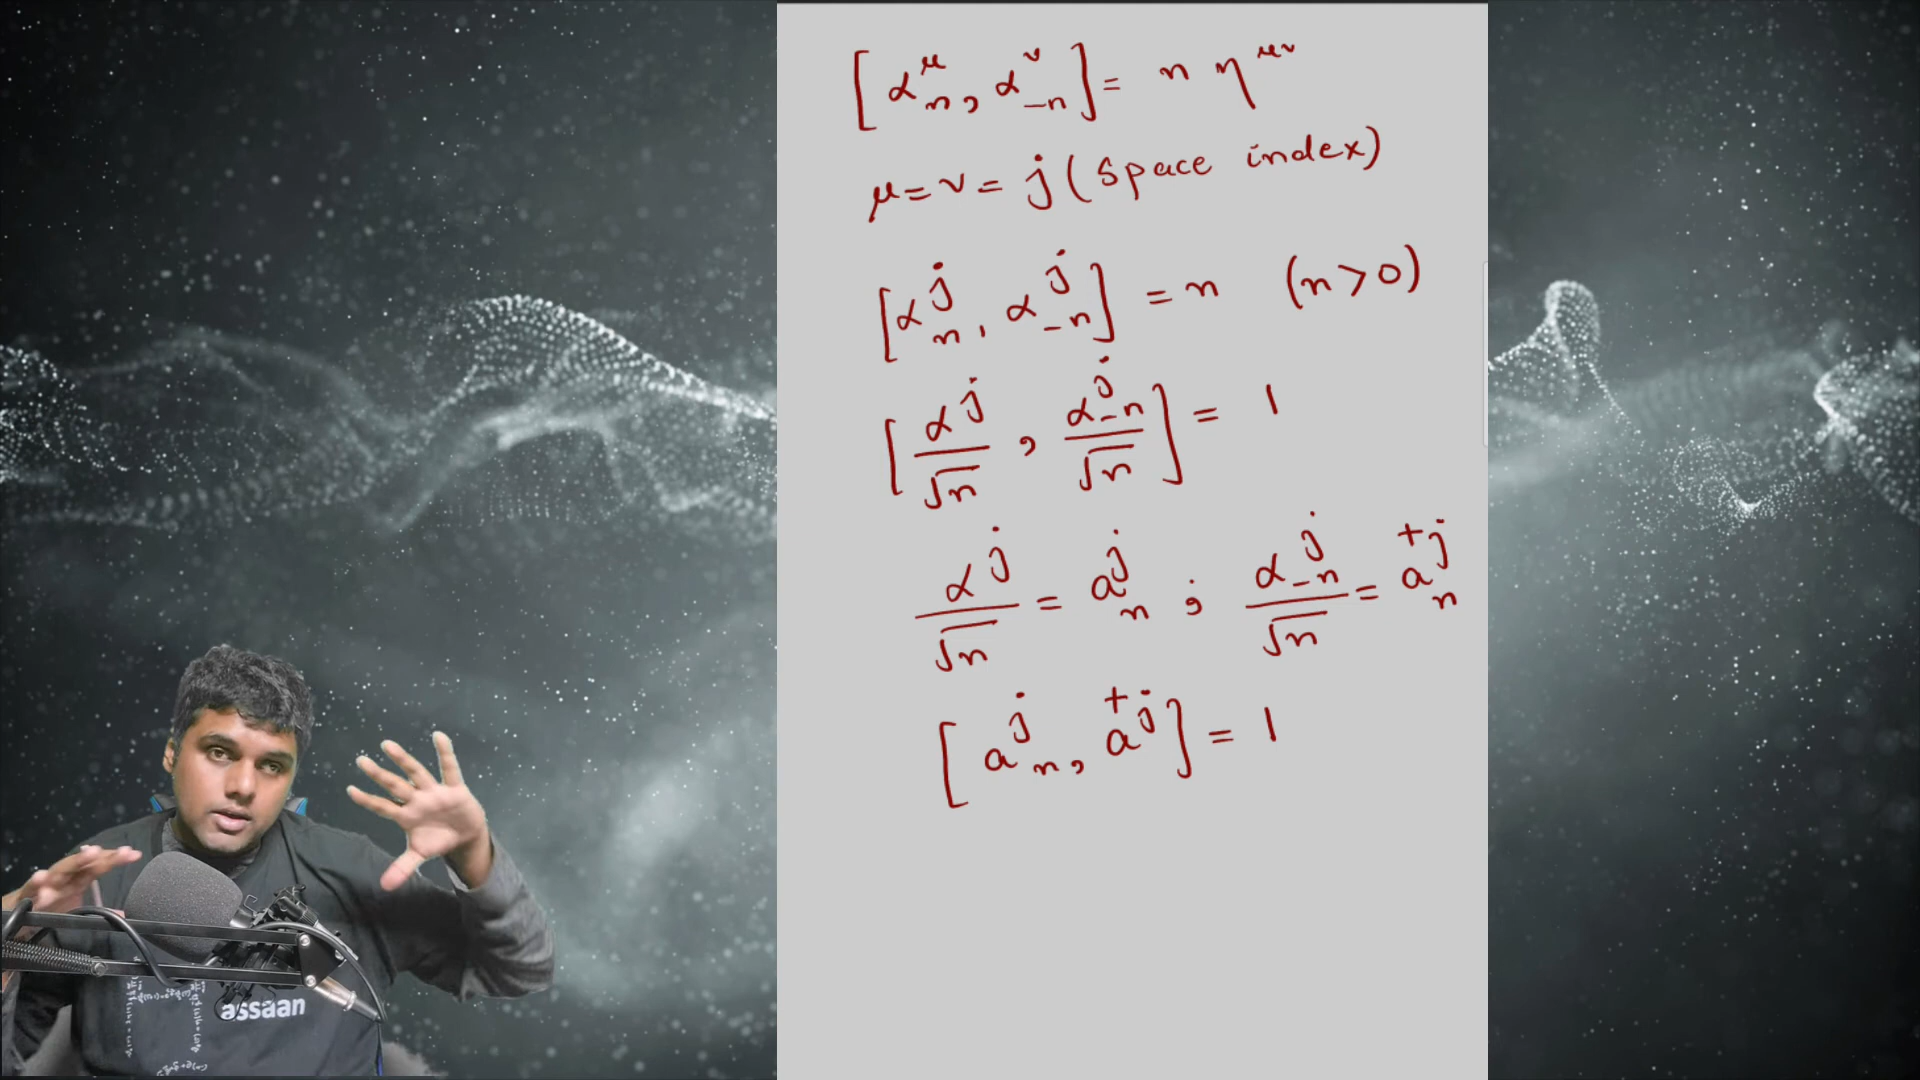 [α^μ_n, α^ν_-n] = n η^μν
μ = ν = j (space index)
[α^j_n, α^j_-n] = n (n > 0)
[α^j/√n, α^j_-n/√n] = 1
α^j/√n = a^j_n ; α^j_-n/√n = a^†j_n
[a^j_n, a^†j] = 1
assaan